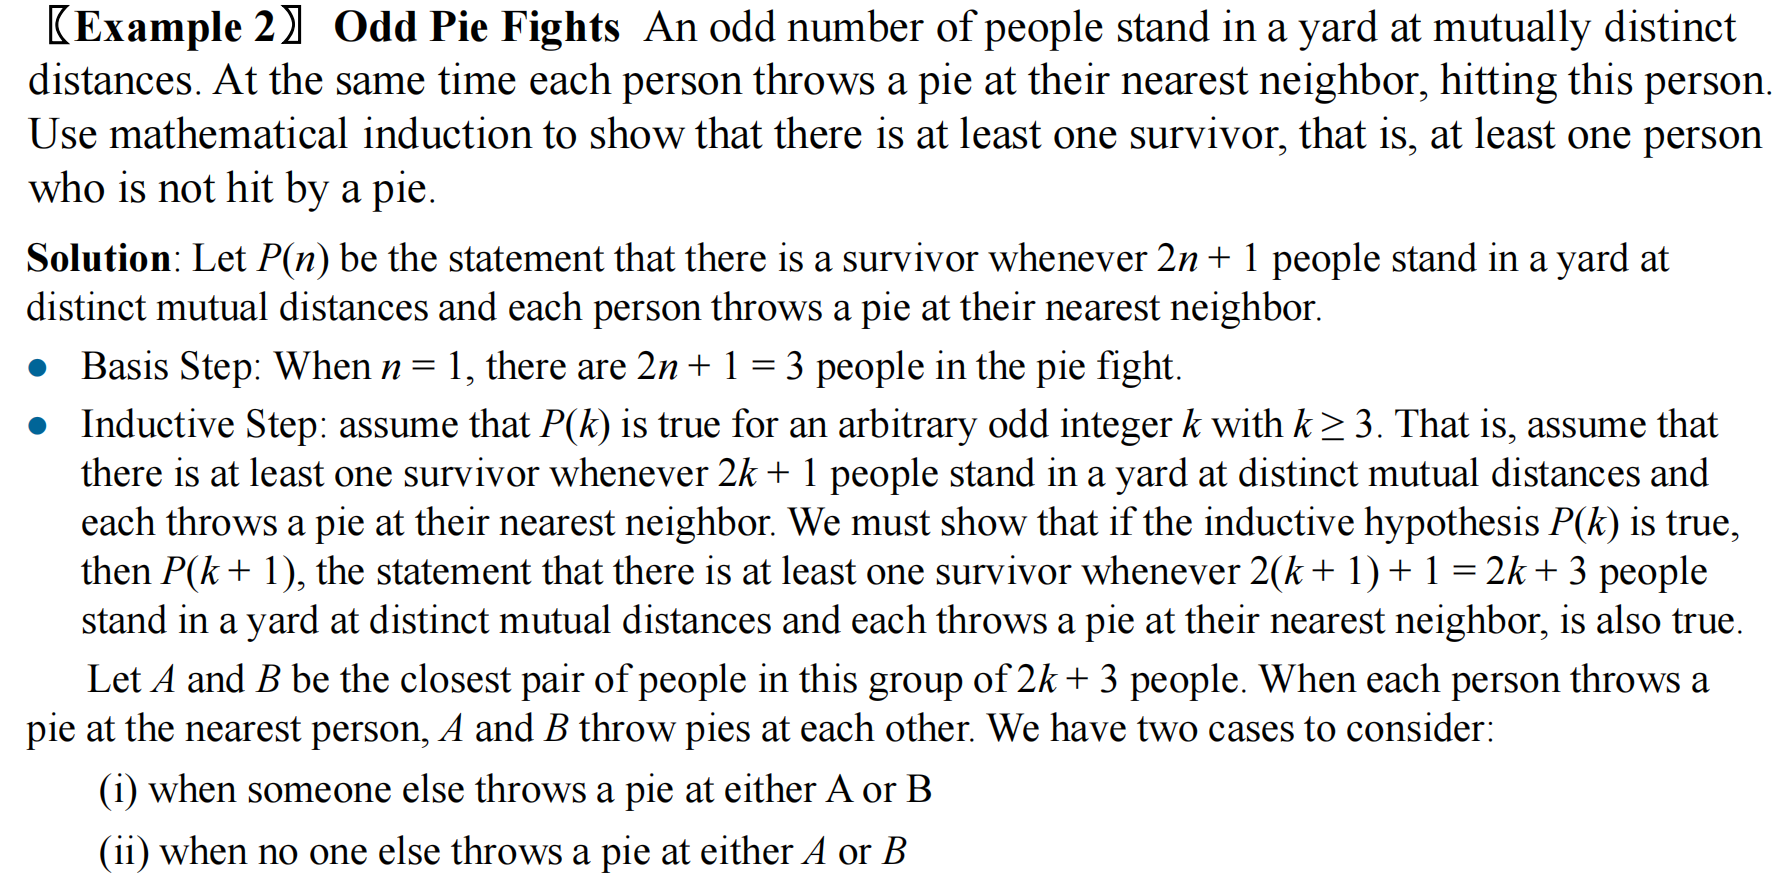 〖Example 2〗 Odd Pie Fights An odd number of people stand in a yard at mutually distinct
distances. At the same time each person throws a pie at their nearest neighbor, hitting this person.
Use mathematical induction to show that there is at least one survivor, that is, at least one person
who is not hit by a pie.
Solution: Let P(n) be the statement that there is a survivor whenever 2n + 1 people stand in a yard at
distinct mutual distances and each person throws a pie at their nearest neighbor.
● Basis Step: When n = 1, there are 2n + 1 = 3 people in the pie fight.
● Inductive Step: assume that P(k) is true for an arbitrary odd integer k with k ≥ 3. That is, assume that
there is at least one survivor whenever 2k + 1 people stand in a yard at distinct mutual distances and
each throws a pie at their nearest neighbor. We must show that if the inductive hypothesis P(k) is true,
then P(k + 1), the statement that there is at least one survivor whenever 2(k + 1) + 1 = 2k + 3 people
stand in a yard at distinct mutual distances and each throws a pie at their nearest neighbor, is also true.
Let A and B be the closest pair of people in this group of 2k + 3 people. When each person throws a
pie at the nearest person, A and B throw pies at each other. We have two cases to consider:
(i) when someone else throws a pie at either A or B
(ii) when no one else throws a pie at either A or B